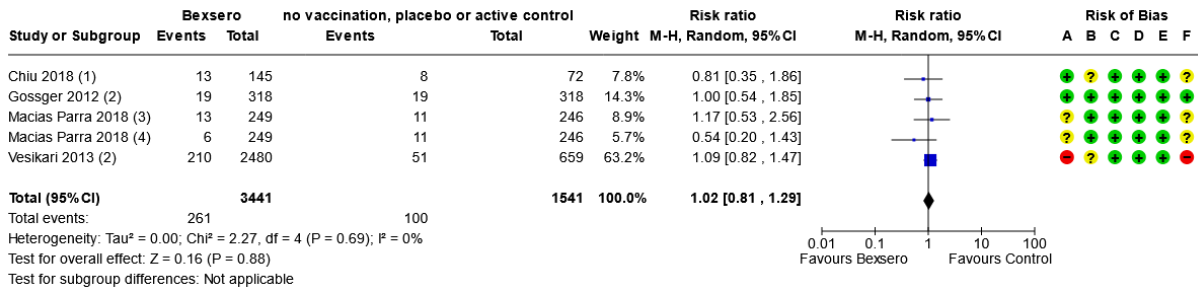 Bexsero no vaccination, placebo or active control Risk ratio Risk ratio Risk of Bias
Study or Subgroup Events Total Events Total Weight M-H, Random, 95% CI M-H, Random, 95% CI A B C D E F
Chiu 2018 (1) 13 145 8 72 7.8% 0.81 [0.35 , 1.86] + ? + + + ?
Gossger 2012 (2) 19 318 19 318 14.3% 1.00 [0.54 , 1.85] + + + + + +
Macias Parra 2018 (3) 13 249 11 246 8.9% 1.17 [0.53 , 2.56] ? + + + + ?
Macias Parra 2018 (4) 6 249 11 246 5.7% 0.54 [0.20 , 1.43] ? + + + + ?
Vesikari 2013 (2) 210 2480 51 659 63.2% 1.09 [0.82 , 1.47] − ? + + + −
Total (95% CI) 3441 1541 100.0% 1.02 [0.81 , 1.29]
Total events: 261 100
Heterogeneity: Tau² = 0.00; Chi² = 2.27, df = 4 (P = 0.69); I² = 0%
0.01 0.1 1 10 100
Test for overall effect: Z = 0.16 (P = 0.88) Favours Bexsero Favours Control
Test for subgroup differences: Not applicable